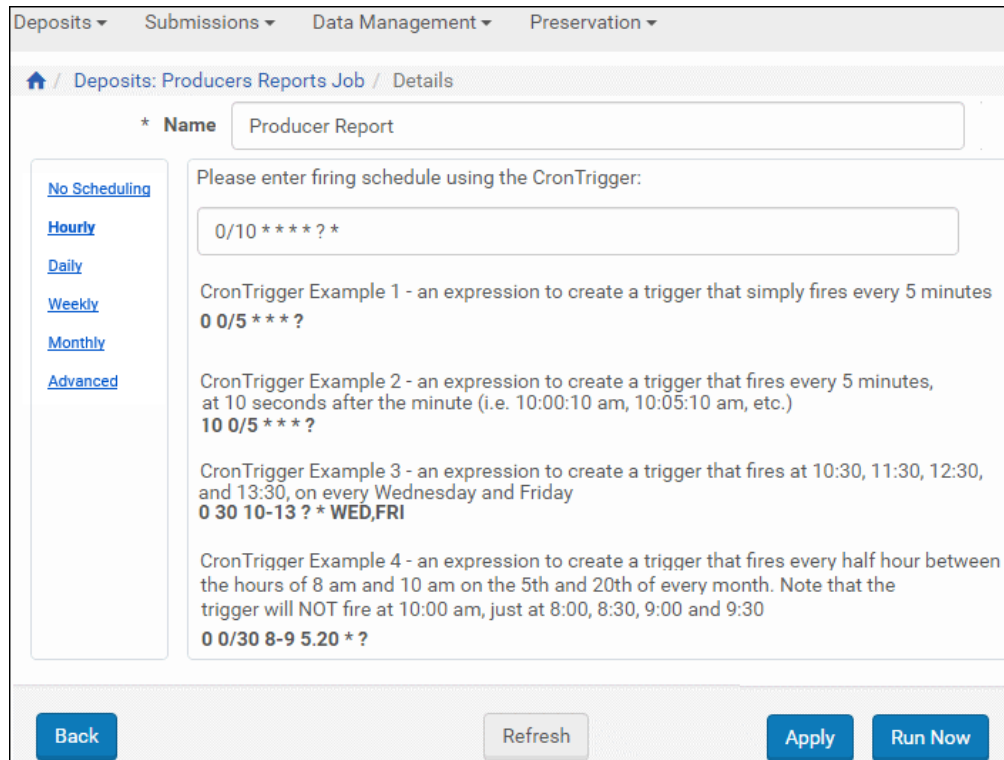 Deposits Submissions Data Management Preservation
/ Deposits: Producers Reports Job / Details
* Name Producer Report
No Scheduling
Hourly
Daily
Weekly
Monthly
Advanced
Please enter firing schedule using the CronTrigger:
0/10 * * * * ? *
CronTrigger Example 1 - an expression to create a trigger that simply fires every 5 minutes
0 0/5 * * * ?
CronTrigger Example 2 - an expression to create a trigger that fires every 5 minutes,
at 10 seconds after the minute (i.e. 10:00:10 am, 10:05:10 am, etc.)
10 0/5 * * * ?
CronTrigger Example 3 - an expression to create a trigger that fires at 10:30, 11:30, 12:30,
and 13:30, on every Wednesday and Friday
0 30 10-13 ? * WED,FRI
CronTrigger Example 4 - an expression to create a trigger that fires every half hour between
the hours of 8 am and 10 am on the 5th and 20th of every month. Note that the
trigger will NOT fire at 10:00 am, just at 8:00, 8:30, 9:00 and 9:30
0 0/30 8-9 5.20 * ?
Back Refresh Apply Run Now